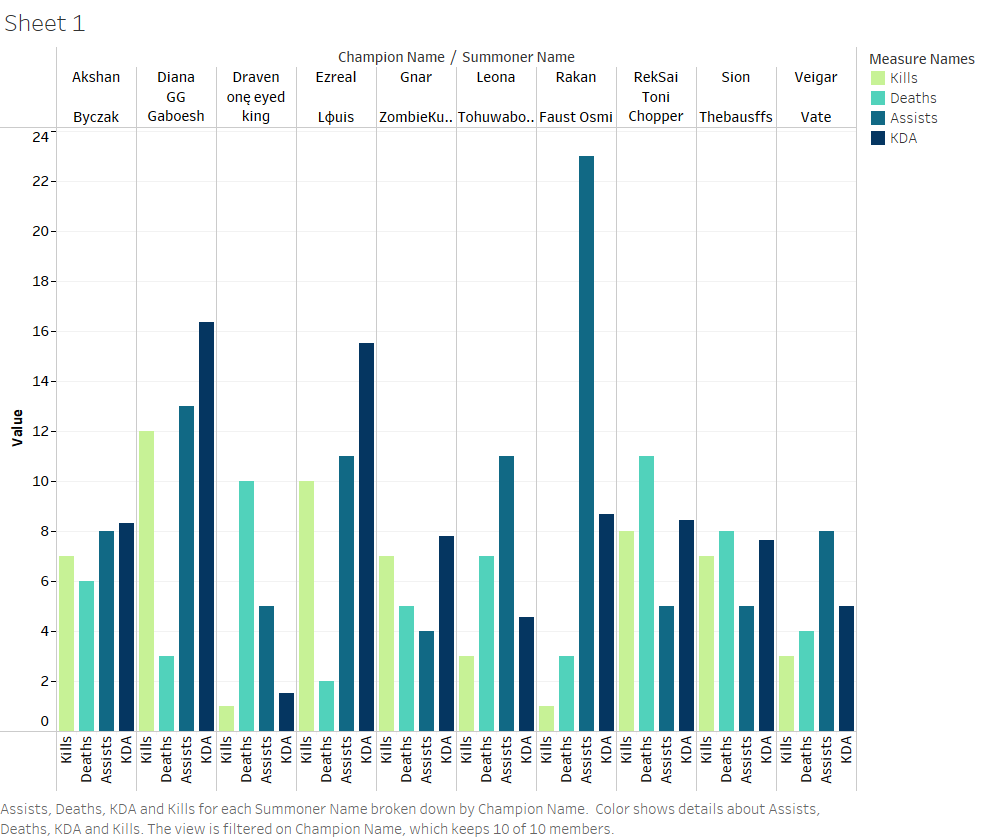 Sheet 1
Champion Name / Summoner Name
Measure Names
Akshan Diana Draven Ezreal Gnar Leona Rakan RekSai Sion Veigar
Kills
GG onę eyed Toni
Deaths
Byczak Gaboesh king Lɸuis ZombieKu.. Tohuwabo.. Faust Osmi Chopper Thebausffs Vate
Assists
KDA
24
22
20
18
16
14
12
10
8
6
4
2
0
Value
Kills Deaths Assists KDA Kills Deaths Assists KDA Kills Deaths Assists KDA Kills Deaths Assists KDA Kills Deaths Assists KDA Kills Deaths Assists KDA Kills Deaths Assists KDA Kills Deaths Assists KDA Kills Deaths Assists KDA Kills Deaths Assists KDA
Assists, Deaths, KDA and Kills for each Summoner Name broken down by Champion Name.  Color shows details about Assists,
Deaths, KDA and Kills. The view is filtered on Champion Name, which keeps 10 of 10 members.